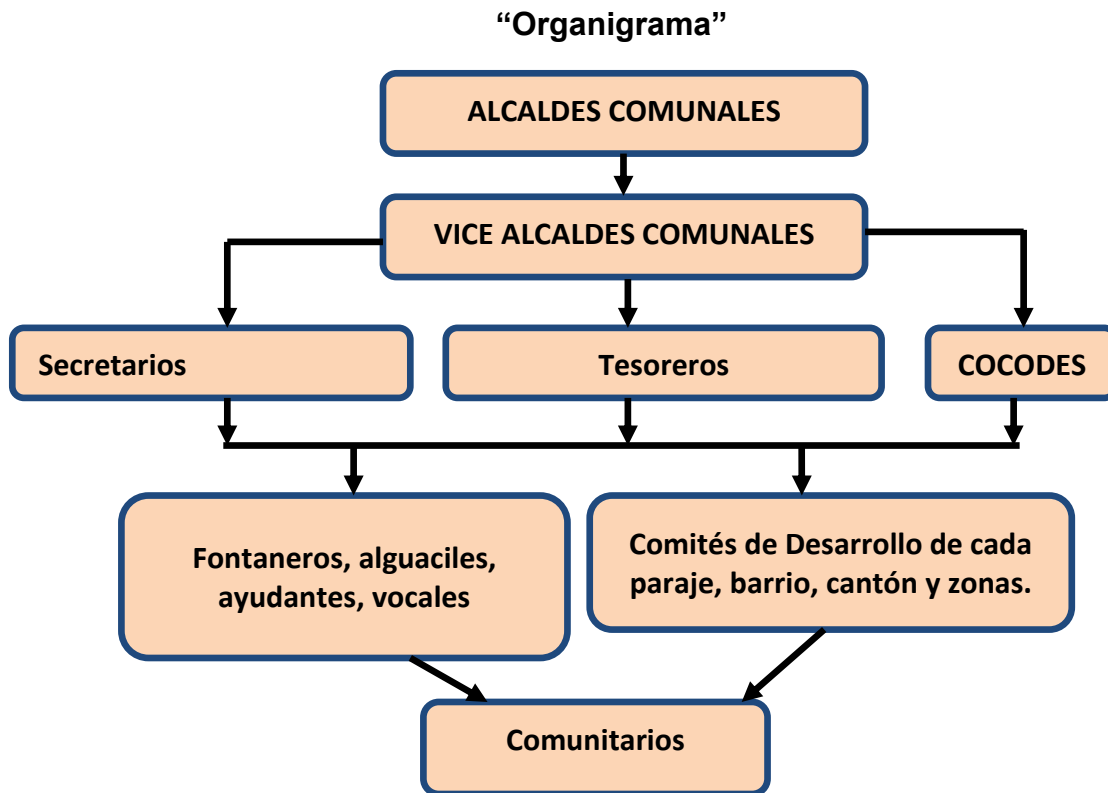 “Organigrama”
ALCALDES COMUNALES
VICE ALCALDES COMUNALES
Secretarios
Tesoreros
COCODES
Fontaneros, alguaciles,
ayudantes, vocales
Comités de Desarrollo de cada
paraje, barrio, cantón y zonas.
Comunitarios